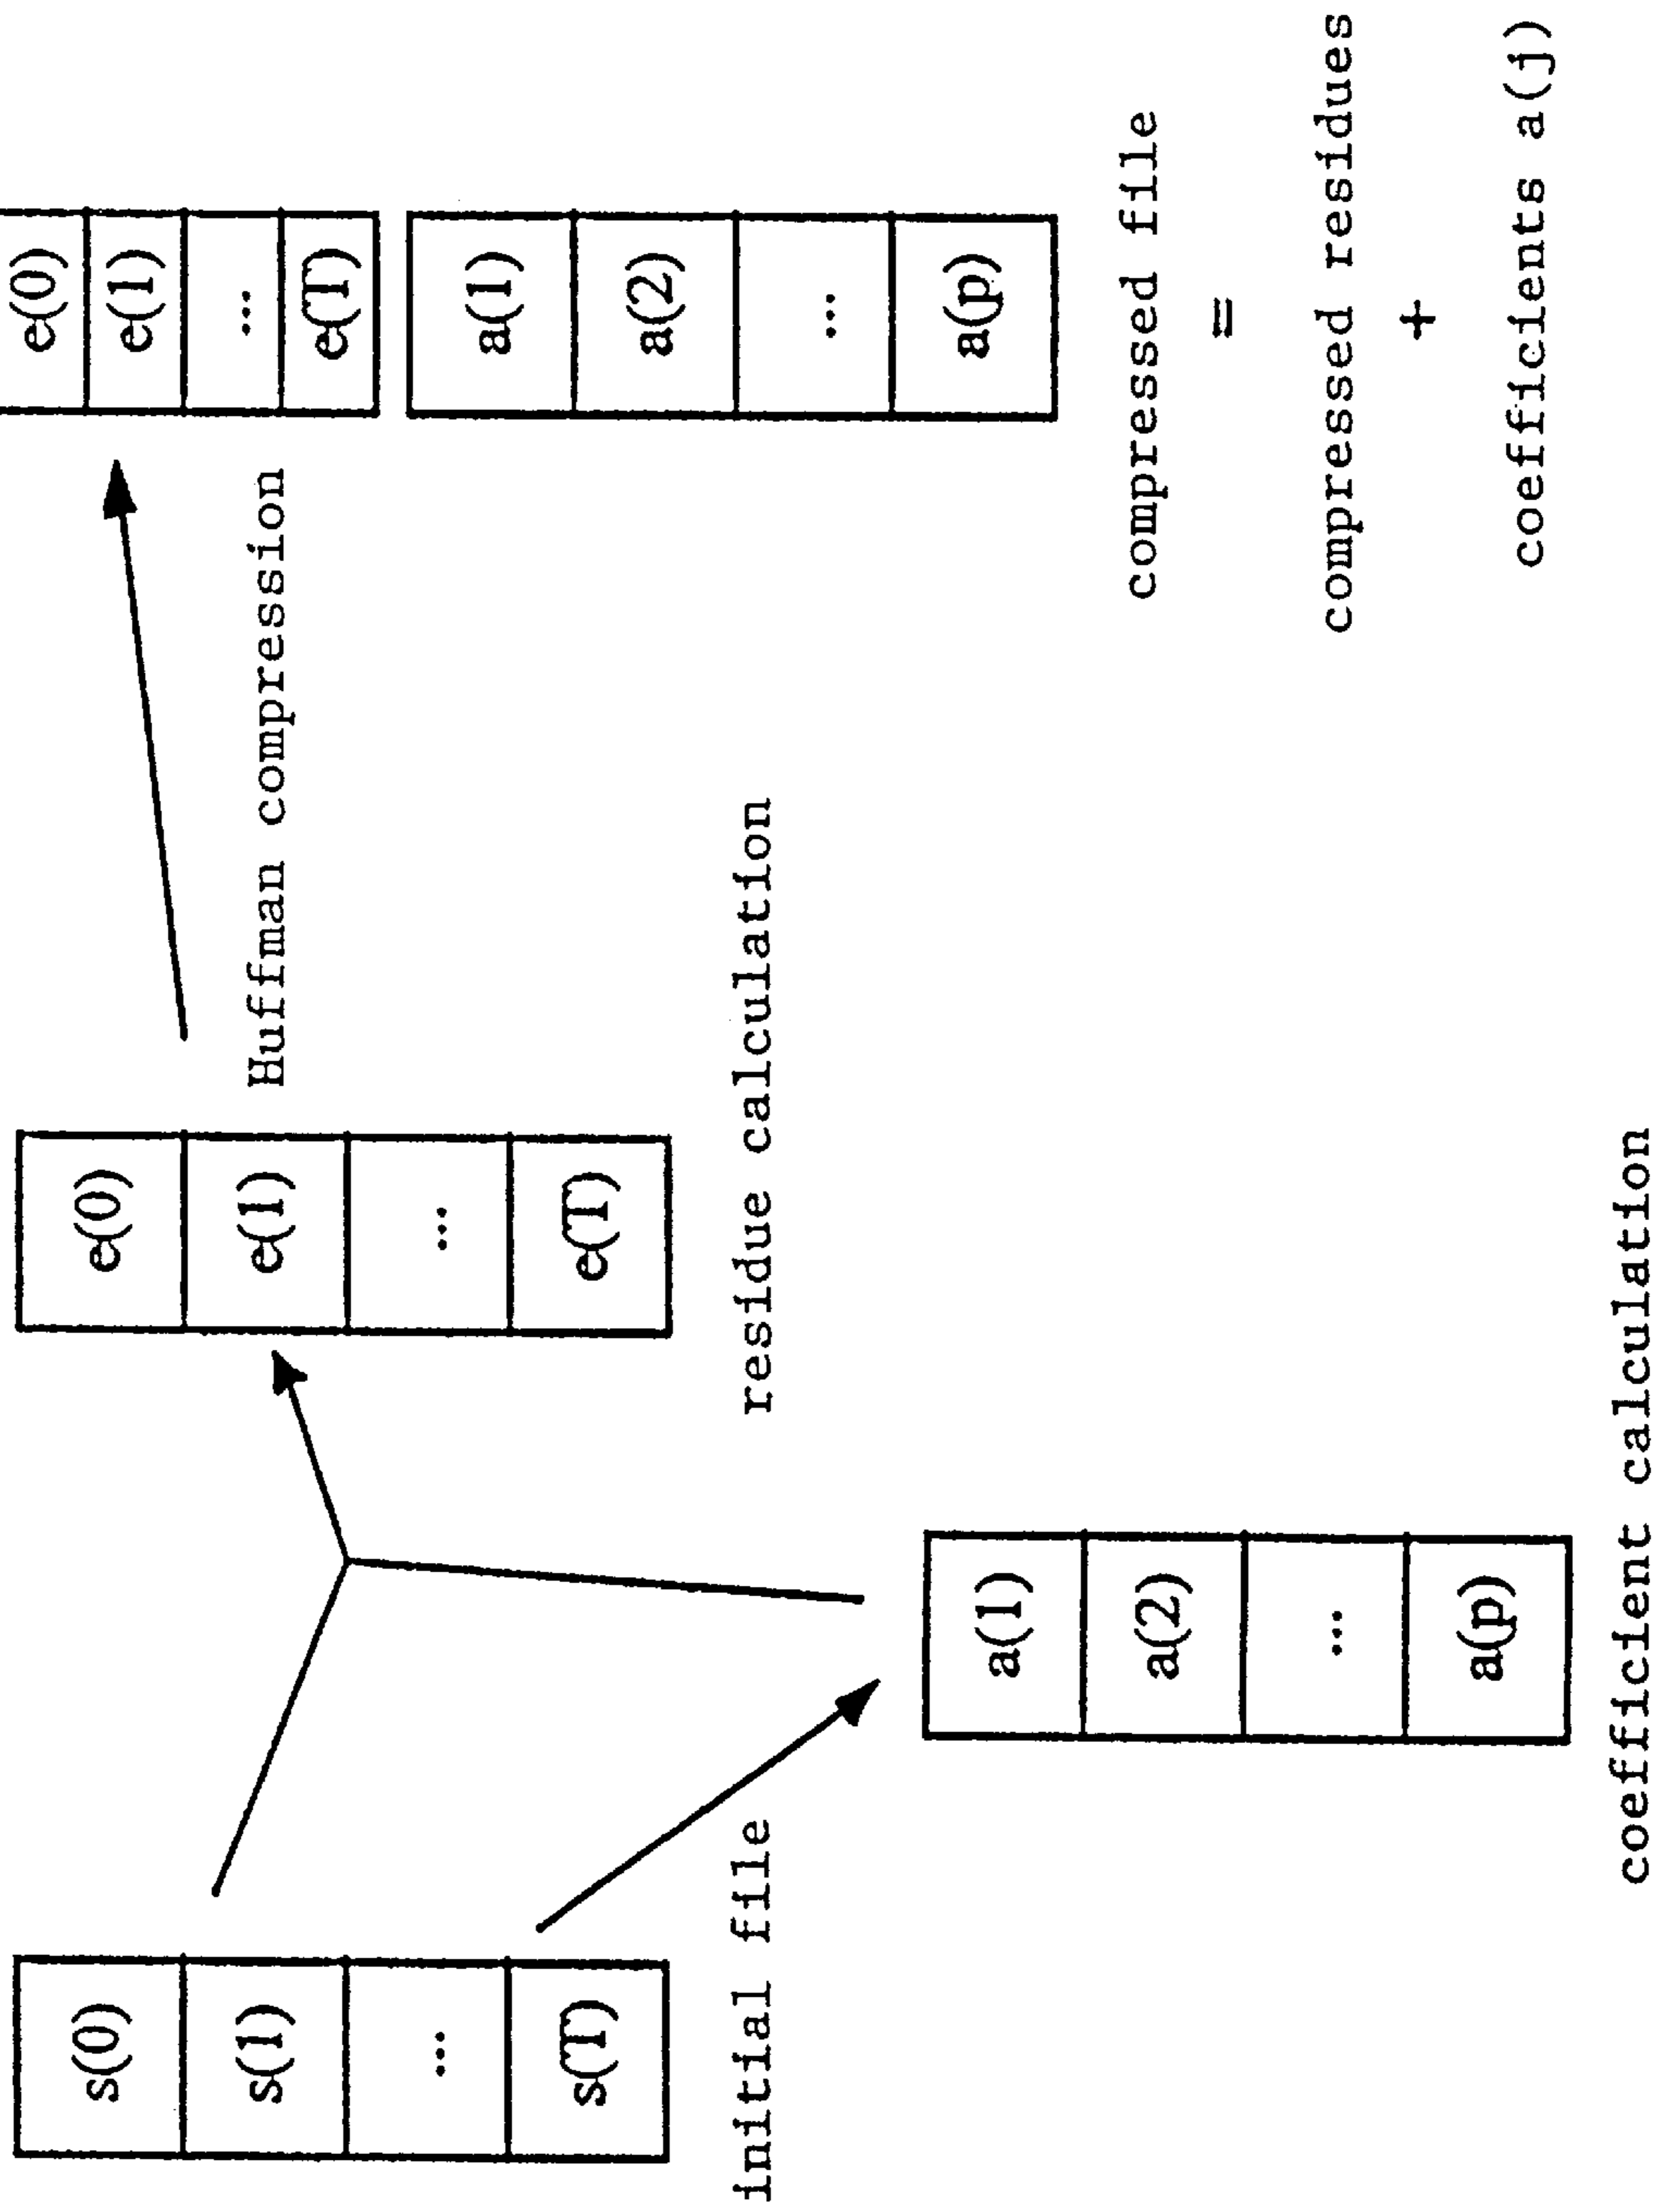 s(0)
s(1)
...
s(T)
initial file
a(1)
a(2)
...
a(p)
coefficient calculation
e(0)
e(1)
...
e(T)
residue calculation
Huffman compression
e(0)
e(1)
...
e(T)
a(1)
a(2)
...
a(p)
compressed file
=
compressed residues
+
coefficients a(j)